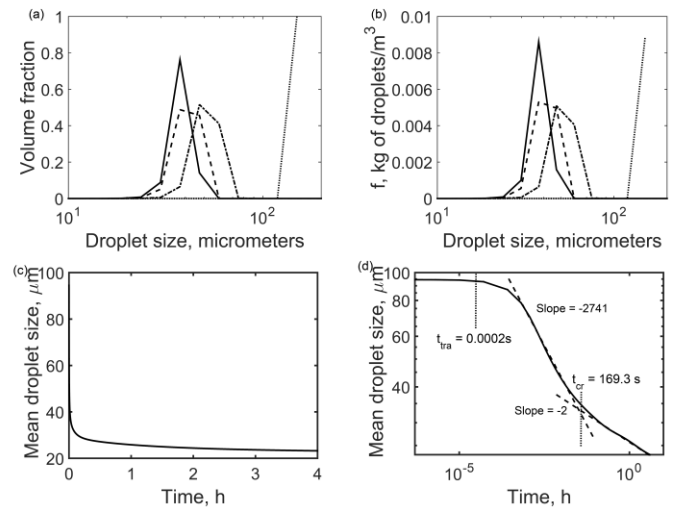 (a)
1
0.8
0.6
0.4
0.2
0
Volume fraction
10^1
10^2
Droplet size, micrometers
(b)
0.01
0.008
0.006
0.004
0.002
0.000
f, kg of droplets/m^3
10^1
10^2
Droplet size, micrometers
(c)
100
80
60
40
20
Mean droplet size, μm
0
1
2
3
4
Time, h
(d)
100
80
60
40
Mean droplet size, μm
Slope = -2741
t_tra = 0.0002s
t_cr = 169.3 s
Slope = -2
10^-5
10^0
Time, h